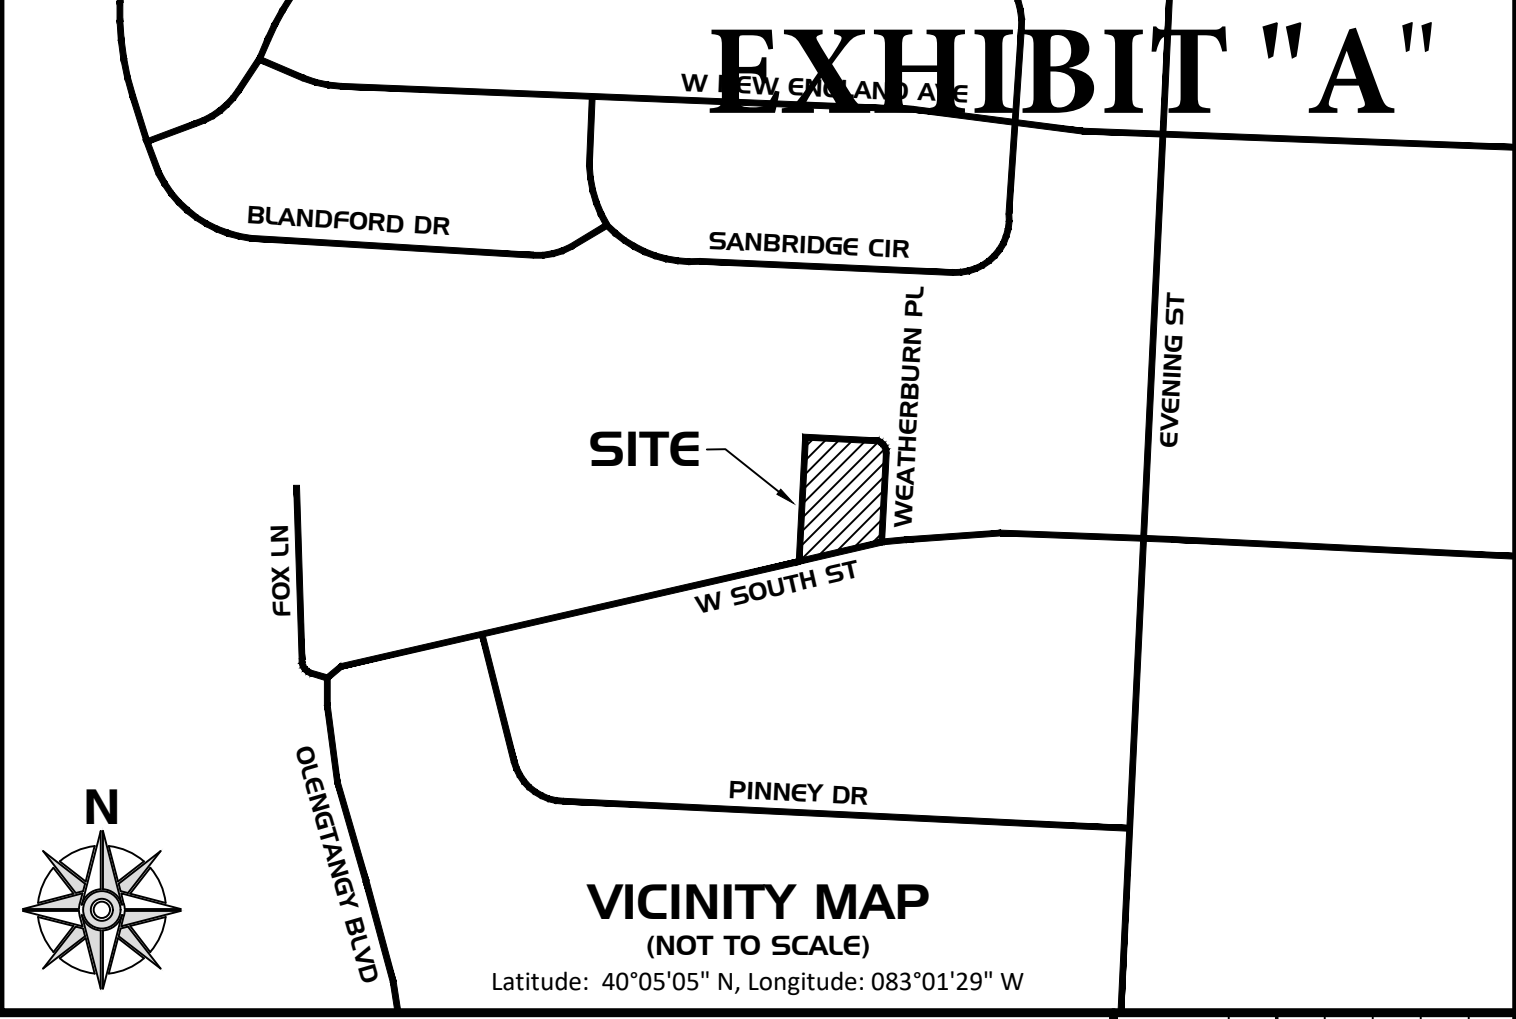 EXHIBIT "A"
W NEW ENGLAND AVE
BLANDFORD DR
SANBRIDGE CIR
WEATHERBURN PL
EVENING ST
SITE
FOX LN
W SOUTH ST
OLENGTANGY BLVD
PINNEY DR
N
VICINITY MAP
(NOT TO SCALE)
Latitude: 40°05'05" N, Longitude: 083°01'29" W